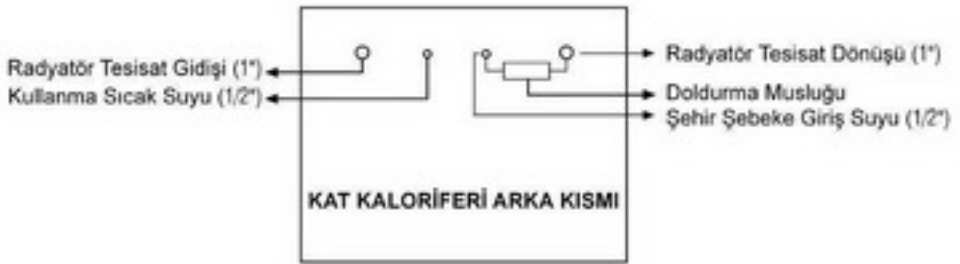 Radyatör Tesisat Gidişi (1")
Kullanma Sıcak Suyu (1/2")
Radyatör Tesisat Dönüşü (1")
Doldurma Musluğu
Şehir Şebeke Giriş Suyu (1/2")
KAT KALORİFERİ ARKA KISMI